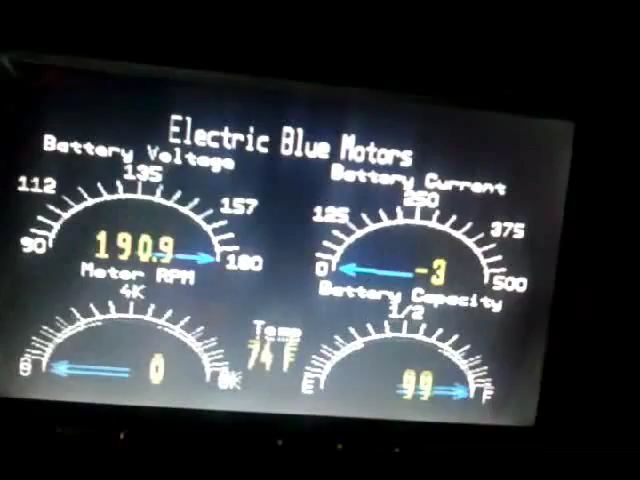 Electric Blue Motors
Battery Voltage
135
112
157
90
190.9
180
Battery Current
250
125
375
0
-3
500
Motor RPM
4K
0
0
8K
Temp
74 F
Battery Capacity
1/2
E
99
F